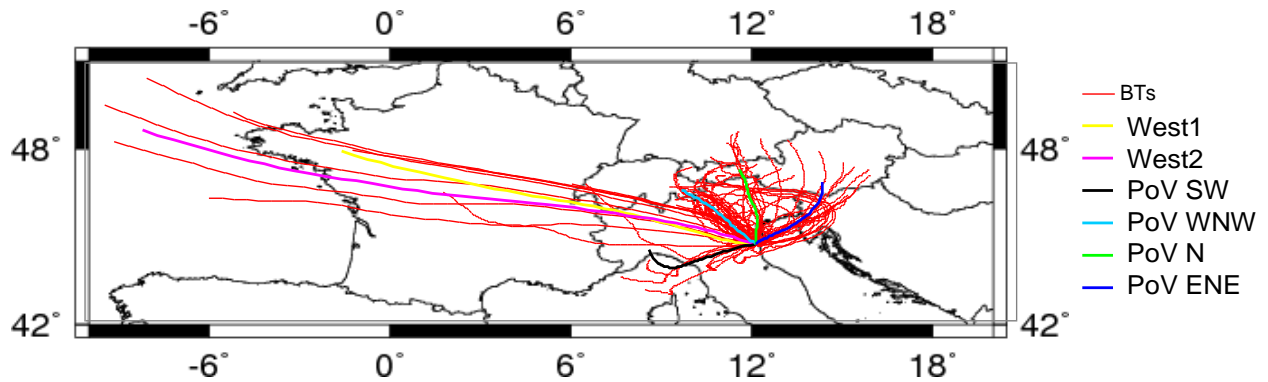 -6° 0° 6° 12° 18°
48° 48°
42° 42°
-6° 0° 6° 12° 18°
BTs
West1
West2
PoV SW
PoV WNW
PoV N
PoV ENE